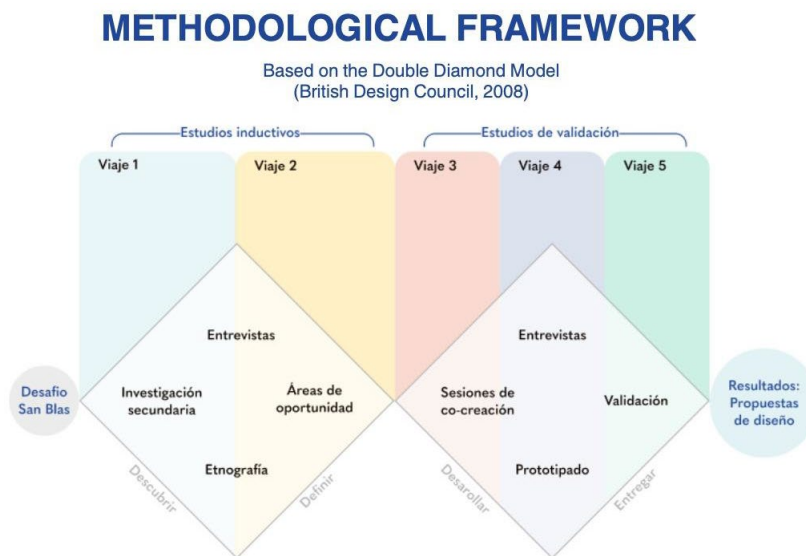 METHODOLOGICAL FRAMEWORK
Based on the Double Diamond Model
(British Design Council, 2008)
Estudios inductivos
Estudios de validación
Viaje 1
Viaje 2
Viaje 3
Viaje 4
Viaje 5
Desafio
San Blas
Entrevistas
Investigación
secundaria
Áreas de
oportunidad
Etnografía
Descubrir
Definir
Entrevistas
Sesiones de
co-creación
Validación
Prototipado
Desarollar
Entregar
Resultados:
Propuestas
de diseño